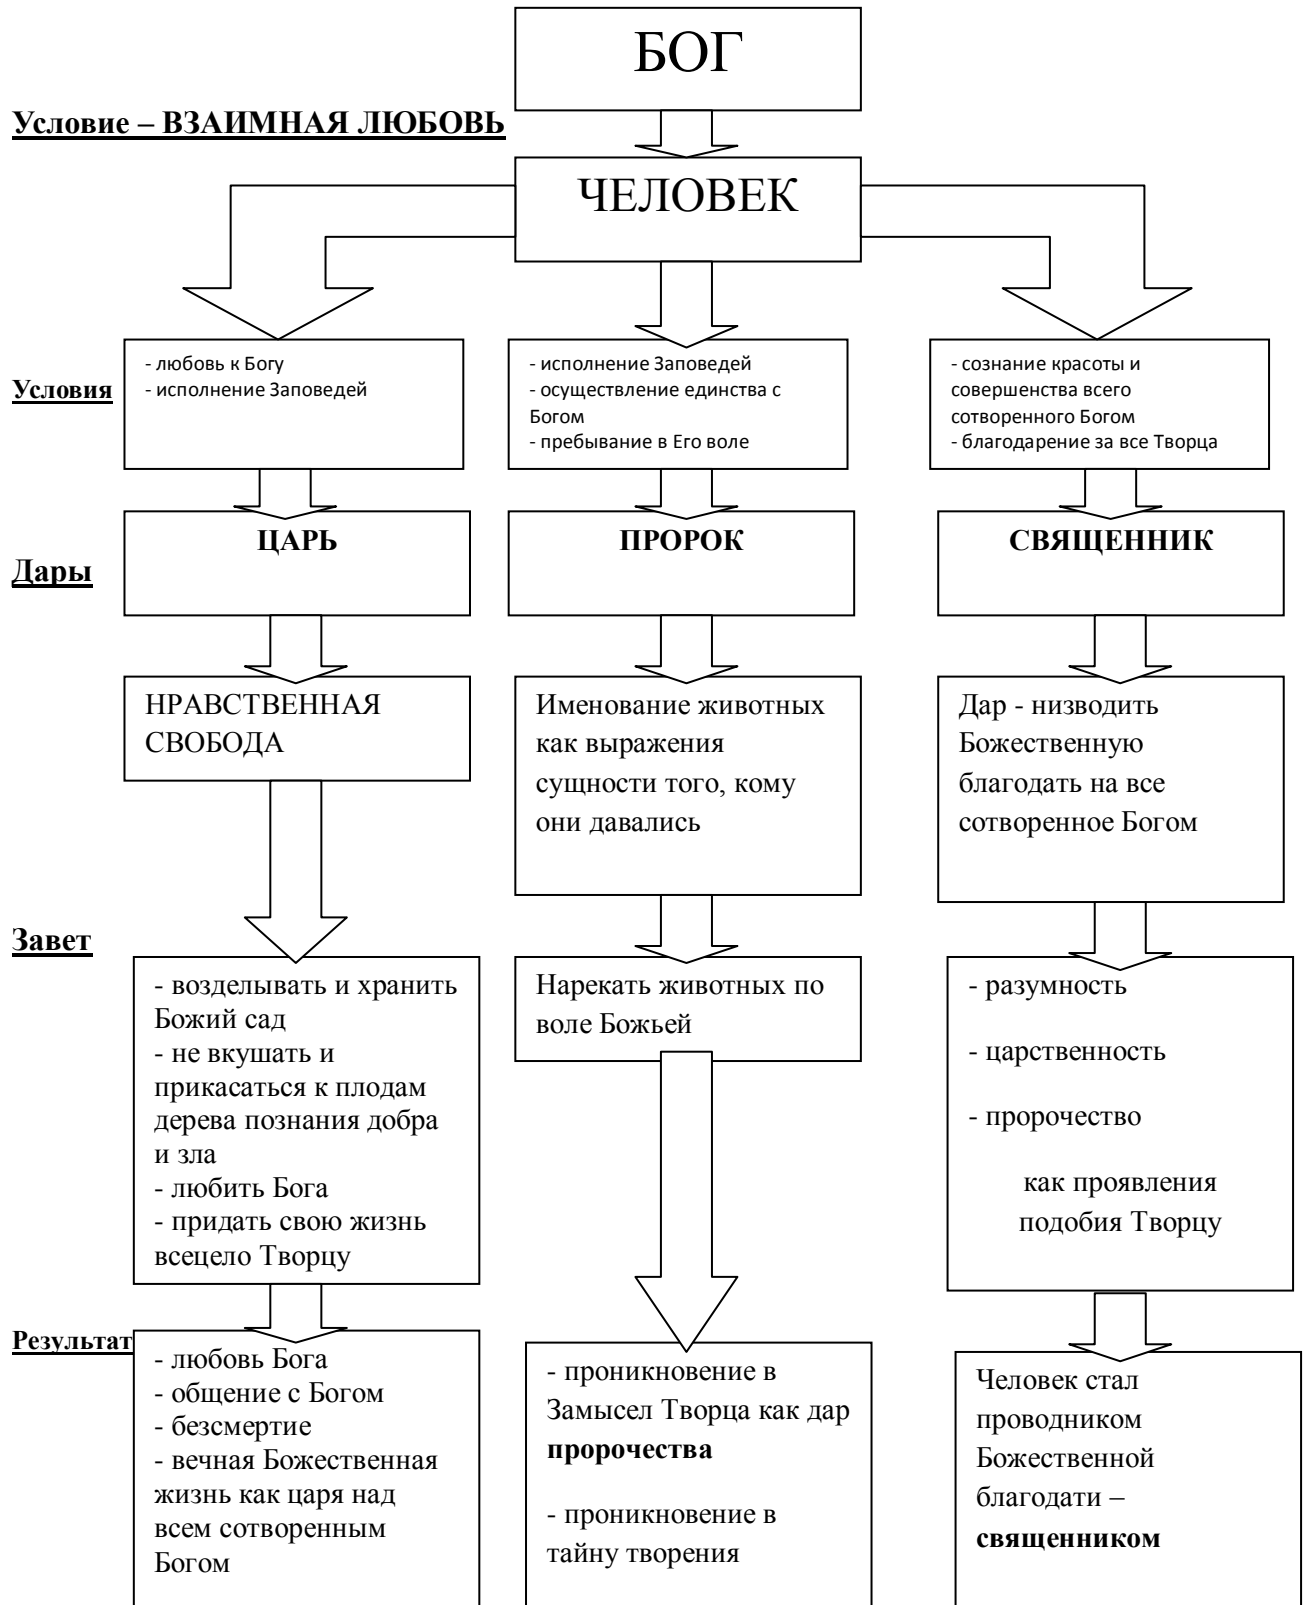 БОГ
Условие – ВЗАИМНАЯ ЛЮБОВЬ
ЧЕЛОВЕК
Условия
- любовь к Богу
- исполнение Заповедей
- исполнение Заповедей
- осуществление единства с
Богом
- пребывание в Его воле
- сознание красоты и
совершенства всего
сотворенного Богом
- благодарение за все Творца
Дары
ЦАРЬ
ПРОРОК
СВЯЩЕННИК
НРАВСТВЕННАЯ
СВОБОДА
Именование животных
как выражения
сущности того, кому
они давались
Дар - низводить
Божественную
благодать на все
сотворенное Богом
Завет
- возделывать и хранить
Божий сад
- не вкушать и
прикасаться к плодам
дерева познания добра
и зла
- любить Бога
- придать свою жизнь
всецело Творцу
Нарекать животных по
воле Божьей
- разумность
- царственность
- пророчество
как проявления
подобия Творцу
Результат
- любовь Бога
- общение с Богом
- безсмертие
- вечная Божественная
жизнь как царя над
всем сотворенным
Богом
- проникновение в
Замысел Творца как дар
пророчества
- проникновение в
тайну творения
Человек стал
проводником
Божественной
благодати –
священником